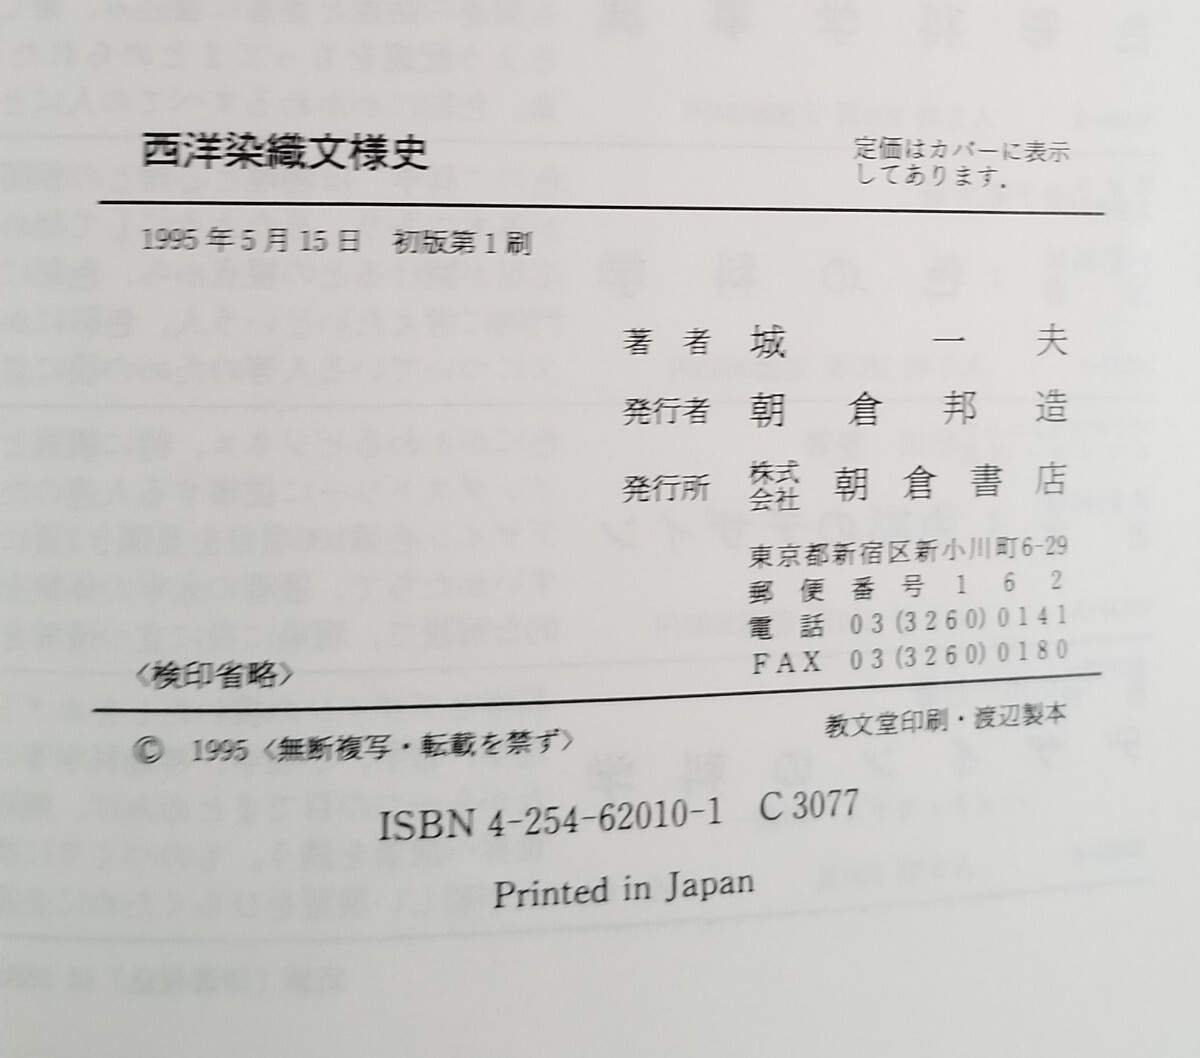 西洋染織文様史
定価はカバーに表示
してあります．
1995年5月15日　初版第1刷
著者　城一夫
発行者　朝倉邦造
発行所　株式会社　朝倉書店
東京都新宿区新小川町6-29
郵便番号　162
電話　03(3260)0141
FAX　03(3260)0180
〈検印省略〉
© 1995〈無断複写・転載を禁ず〉
教文堂印刷・渡辺製本
ISBN 4-254-62010-1　C 3077
Printed in Japan